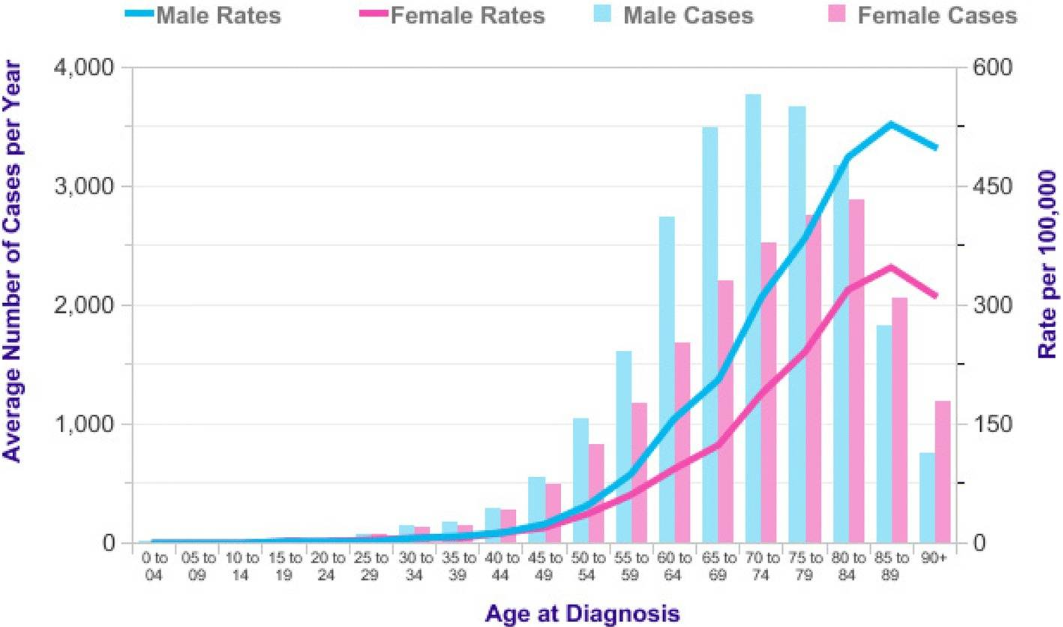 Male Rates Female Rates Male Cases Female Cases
Average Number of Cases per Year
4,000
3,000
2,000
1,000
0
600
450
300
150
0
Rate per 100,000
0 to 04
05 to 09
10 to 14
15 to 19
20 to 24
25 to 29
30 to 34
35 to 39
40 to 44
45 to 49
50 to 54
55 to 59
60 to 64
65 to 69
70 to 74
75 to 79
80 to 84
85 to 89
90+
Age at Diagnosis